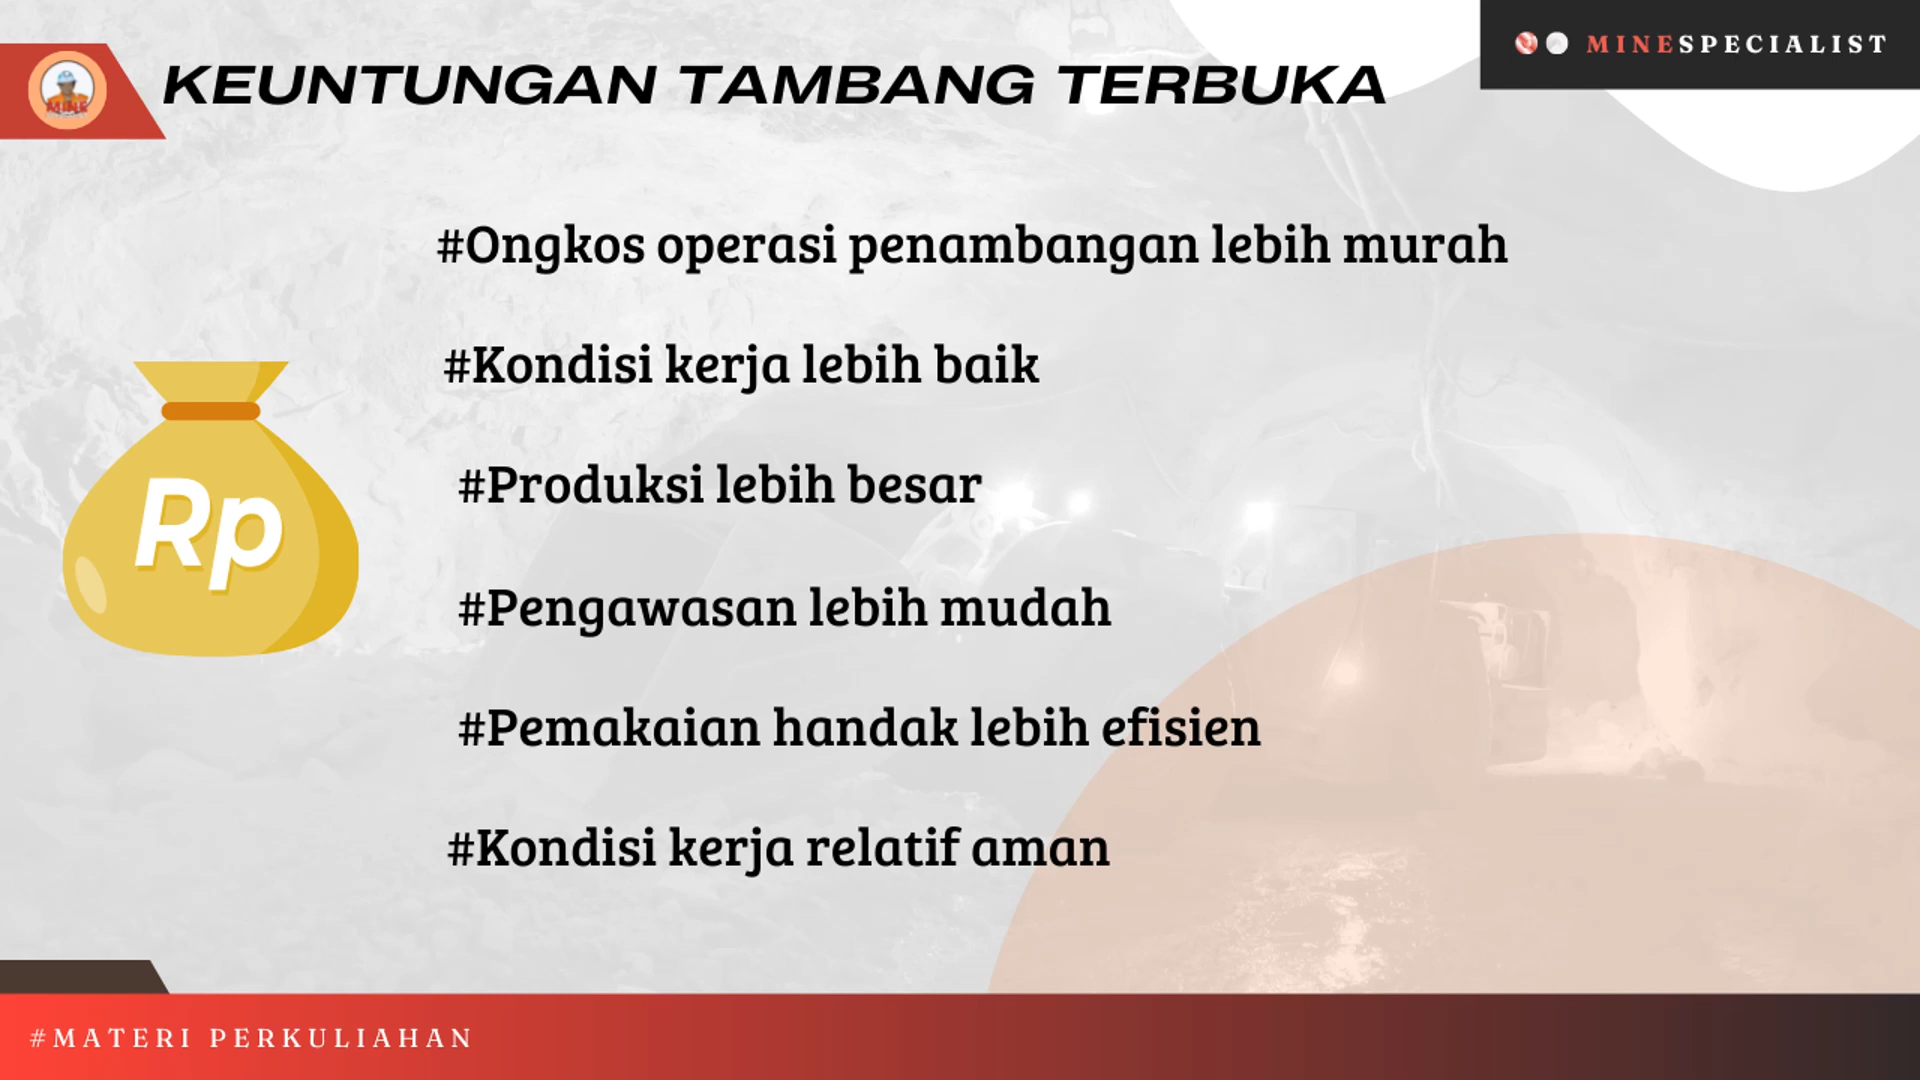 MINESPECIALIST
MINE
KEUNTUNGAN TAMBANG TERBUKA
#Ongkos operasi penambangan lebih murah
#Kondisi kerja lebih baik
#Produksi lebih besar
Rp
#Pengawasan lebih mudah
#Pemakaian handak lebih efisien
#Kondisi kerja relatif aman
#MATERI PERKULIAHAN